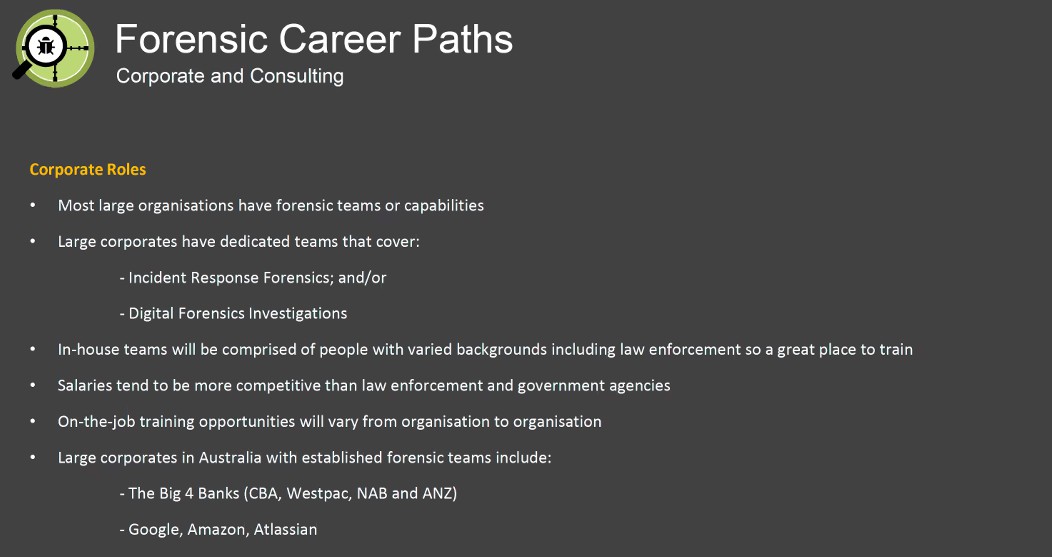 Forensic Career Paths
Corporate and Consulting
Corporate Roles
• Most large organisations have forensic teams or capabilities
• Large corporates have dedicated teams that cover:
- Incident Response Forensics; and/or
- Digital Forensics Investigations
• In-house teams will be comprised of people with varied backgrounds including law enforcement so a great place to train
• Salaries tend to be more competitive than law enforcement and government agencies
• On-the-job training opportunities will vary from organisation to organisation
• Large corporates in Australia with established forensic teams include:
- The Big 4 Banks (CBA, Westpac, NAB and ANZ)
- Google, Amazon, Atlassian